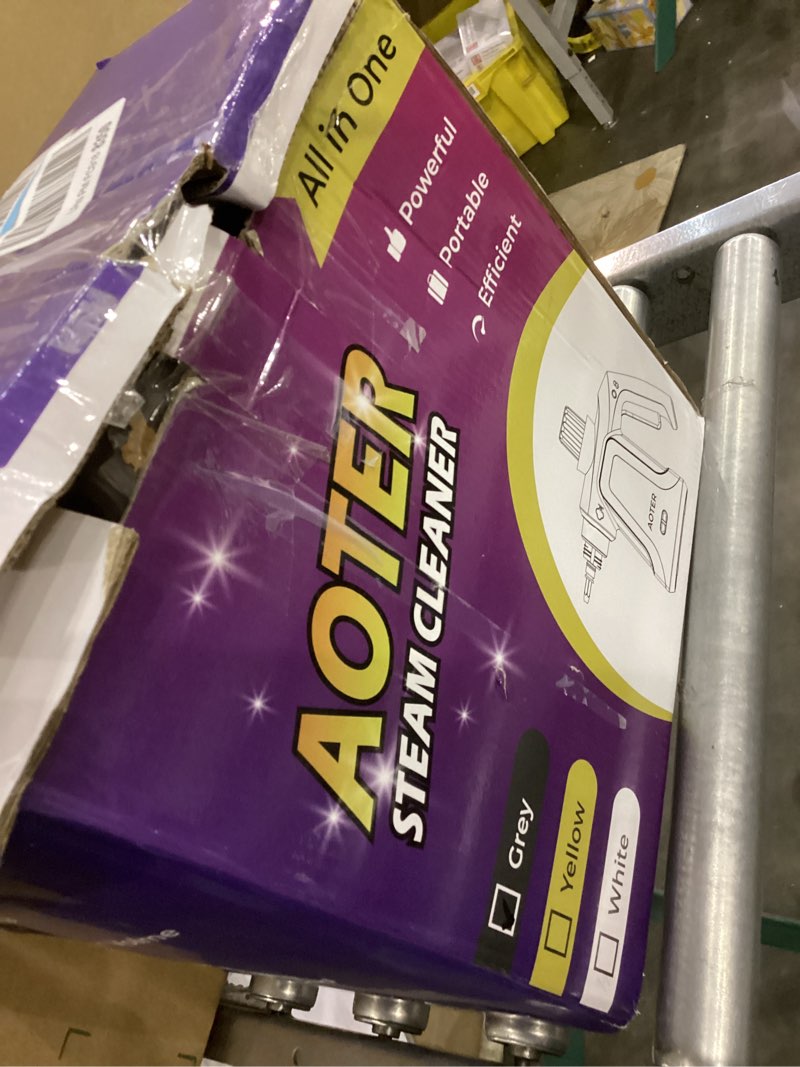 All in One
Powerful
Portable
Efficient
AOTER
STEAM CLEANER
AOTER
Grey
Yellow
White